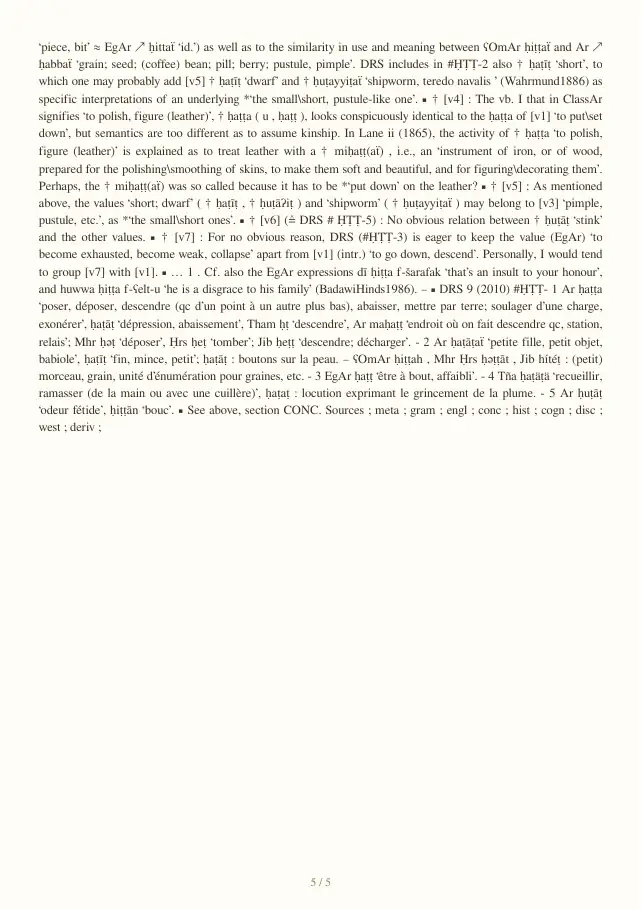 ‘piece, bit’ ≈ EgAr ↗ ḥittaẗ ‘id.’) as well as to the similarity in use and meaning between ʕOmAr ḥiṭṭaẗ and Ar ↗
ḥabbaẗ ‘grain; seed; (coffee) bean; pill; berry; pustule, pimple’. DRS includes in #ḤṬṬ-2 also † ḥaṭīṭ ‘short’, to
which one may probably add [v5] † ḥaṭīṭ ‘dwarf’ and † ḥuṭayyiṭaẗ ‘shipworm, teredo navalis ’ (Wahrmund1886) as
specific interpretations of an underlying *‘the small\short, pustule-like one’. ▪ † [v4] : The vb. I that in ClassAr
signifies ‘to polish, figure (leather)’, † ḥaṭṭa ( u , ḥaṭṭ ), looks conspicuously identical to the ḥaṭṭa of [v1] ‘to put\set
down’, but semantics are too different as to assume kinship. In Lane ii (1865), the activity of † ḥaṭṭa ‘to polish,
figure (leather)’ is explained as to treat leather with a † miḥaṭṭ(aẗ) , i.e., an ‘instrument of iron, or of wood,
prepared for the polishing\smoothing of skins, to make them soft and beautiful, and for figuring\decorating them’.
Perhaps, the † miḥaṭṭ(aẗ) was so called because it has to be *‘put down’ on the leather? ▪ † [v5] : As mentioned
above, the values ‘short; dwarf’ ( † ḥaṭīṭ , † ḥuṭāʔiṭ ) and ‘shipworm’ ( † ḥuṭayyiṭaẗ ) may belong to [v3] ‘pimple,
pustule, etc.’, as *‘the small\short ones’. ▪ † [v6] (≙ DRS # ḤṬṬ-5) : No obvious relation between † ḥuṭāṭ ‘stink’
and the other values. ▪ † [v7] : For no obvious reason, DRS (#ḤṬṬ-3) is eager to keep the value (EgAr) ‘to
become exhausted, become weak, collapse’ apart from [v1] (intr.) ‘to go down, descend’. Personally, I would tend
to group [v7] with [v1]. ▪ … 1 . Cf. also the EgAr expressions dī ḥiṭṭa f-šarafak ‘that’s an insult to your honour’,
and huwwa ḥiṭṭa f-ʕelt-u ‘he is a disgrace to his family’ (BadawiHinds1986). – ▪ DRS 9 (2010) #ḤṬṬ- 1 Ar ḥaṭṭa
‘poser, déposer, descendre (qc d’un point à un autre plus bas), abaisser, mettre par terre; soulager d’une charge,
exonérer’, ḥaṭāṭ ‘dépression, abaissement’, Tham ḥṭ ‘descendre’, Ar maḥaṭṭ ‘endroit où on fait descendre qc, station,
relais’; Mhr ḥəṭ ‘déposer’, Ḥrs ḥeṭ ‘tomber’; Jib ḥeṭṭ ‘descendre; décharger’. - 2 Ar ḥaṭāṭaẗ ‘petite fille, petit objet,
babiole’, ḥaṭīṭ ‘fin, mince, petit’; ḥaṭāṭ : boutons sur la peau. – ʕOmAr ḥiṭṭah , Mhr Ḥrs ḥəṭṭāt , Jib hítéṭ : (petit)
morceau, grain, unité d’énumération pour graines, etc. - 3 EgAr ḥaṭṭ ‘être à bout, affaibli’. - 4 Tña ḥaṭäṭä ‘recueillir,
ramasser (de la main ou avec une cuillère)’, ḥaṭaṭ : locution exprimant le grincement de la plume. - 5 Ar ḥuṭāṭ
‘odeur fétide’, ḥiṭṭān ‘bouc’. ▪ See above, section CONC. Sources ; meta ; gram ; engl ; conc ; hist ; cogn ; disc ;
west ; deriv ;
5 / 5